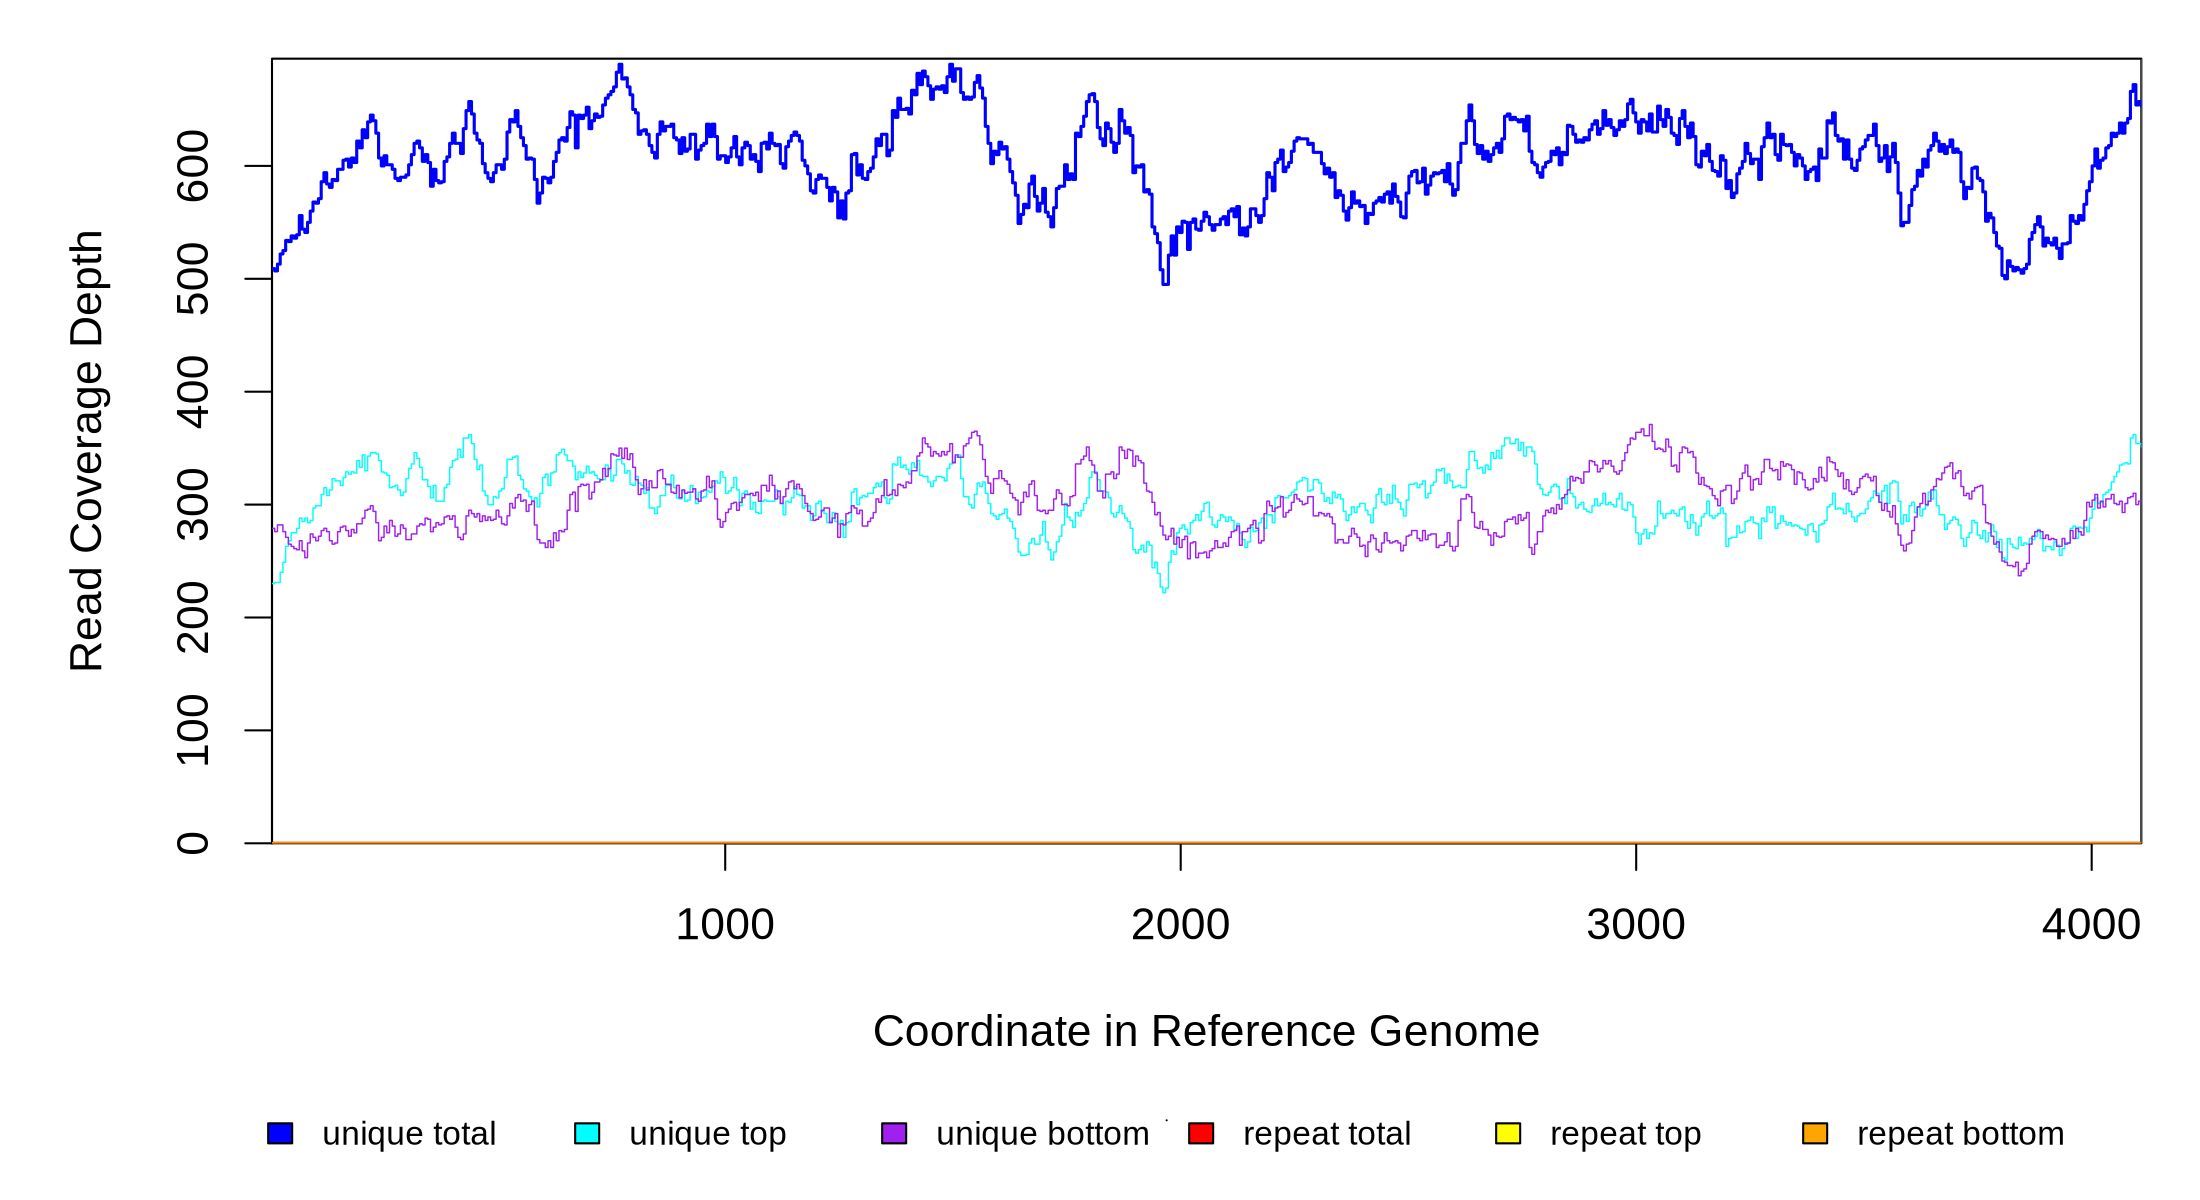 Read Coverage Depth
600
500
400
300
200
100
0
1000 2000 3000 4000
Coordinate in Reference Genome
unique total unique top unique bottom repeat total repeat top repeat bottom